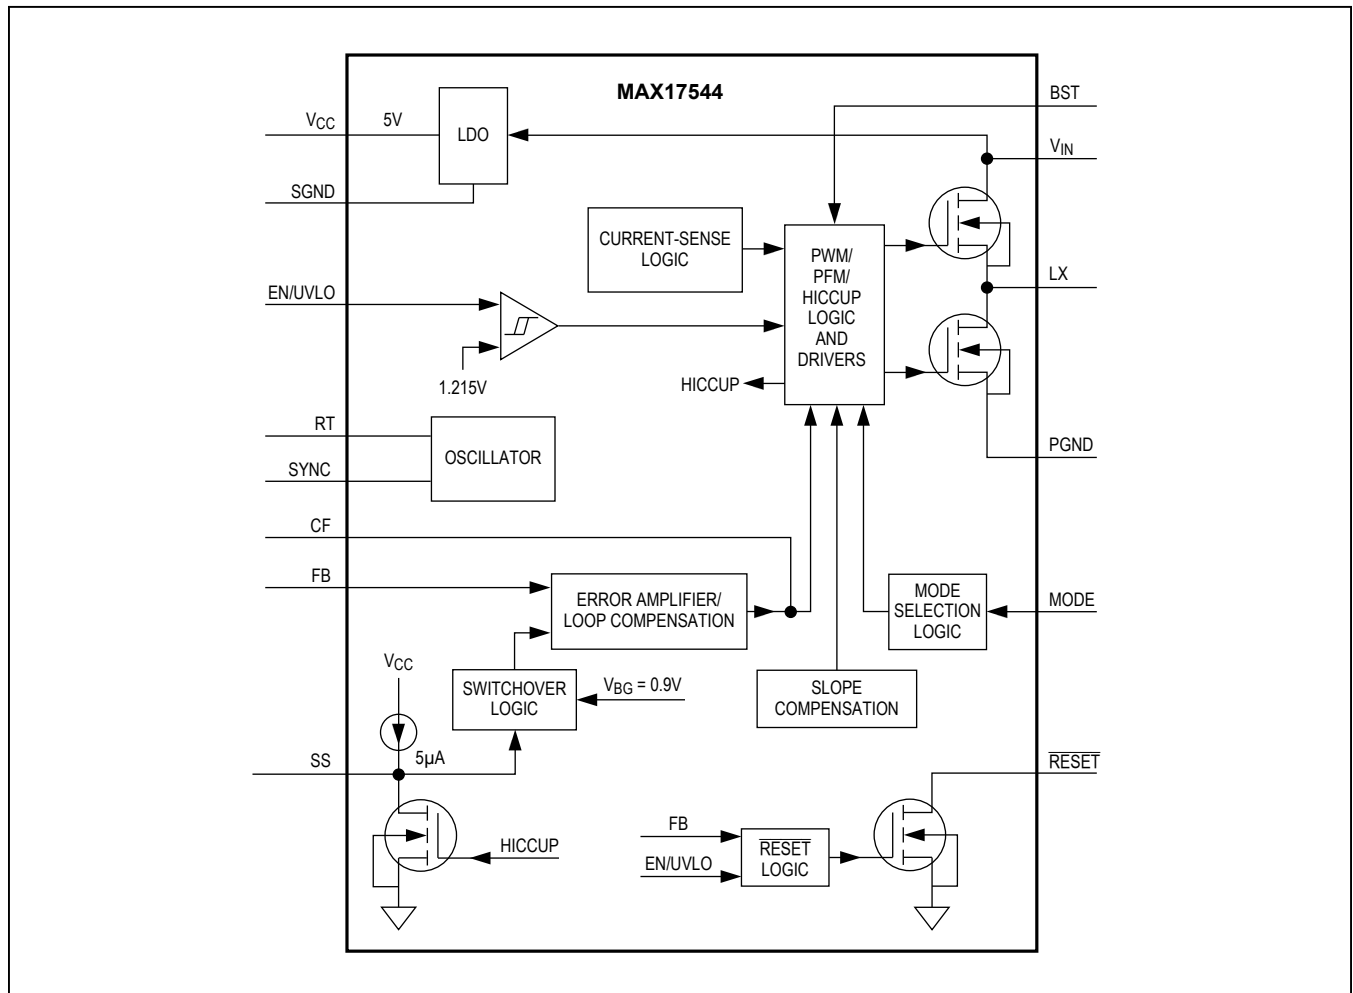 MAX17544
BST
VCC
5V
LDO
VIN
SGND
CURRENT-SENSE
LOGIC
PWM/
PFM/
HICCUP
LOGIC
AND
DRIVERS
LX
EN/UVLO
1.215V
HICCUP
RT
OSCILLATOR
SYNC
PGND
CF
FB
ERROR AMPLIFIER/
LOOP COMPENSATION
MODE
SELECTION
LOGIC
MODE
VCC
SWITCHOVER
LOGIC
VBG = 0.9V
SLOPE
COMPENSATION
5µA
SS
RESET
HICCUP
FB
EN/UVLO
RESET
LOGIC